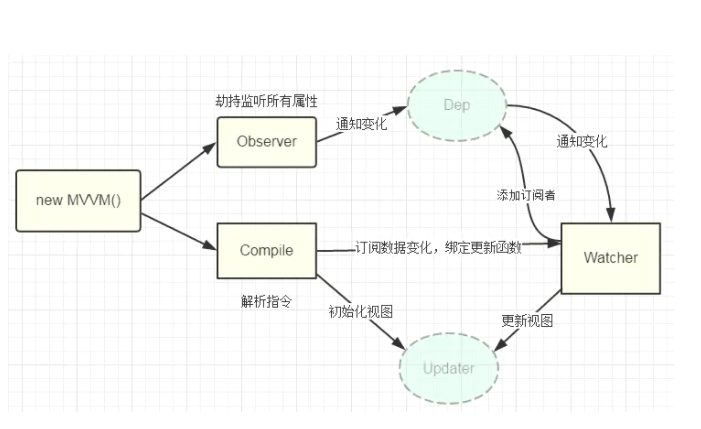 劫持监听所有属性
Dep
Observer
通知变化
通知变化
new MVVM()
添加订阅者
Compile
订阅数据变化，绑定更新函数
Watcher
解析指令
初始化视图
更新视图
Updater